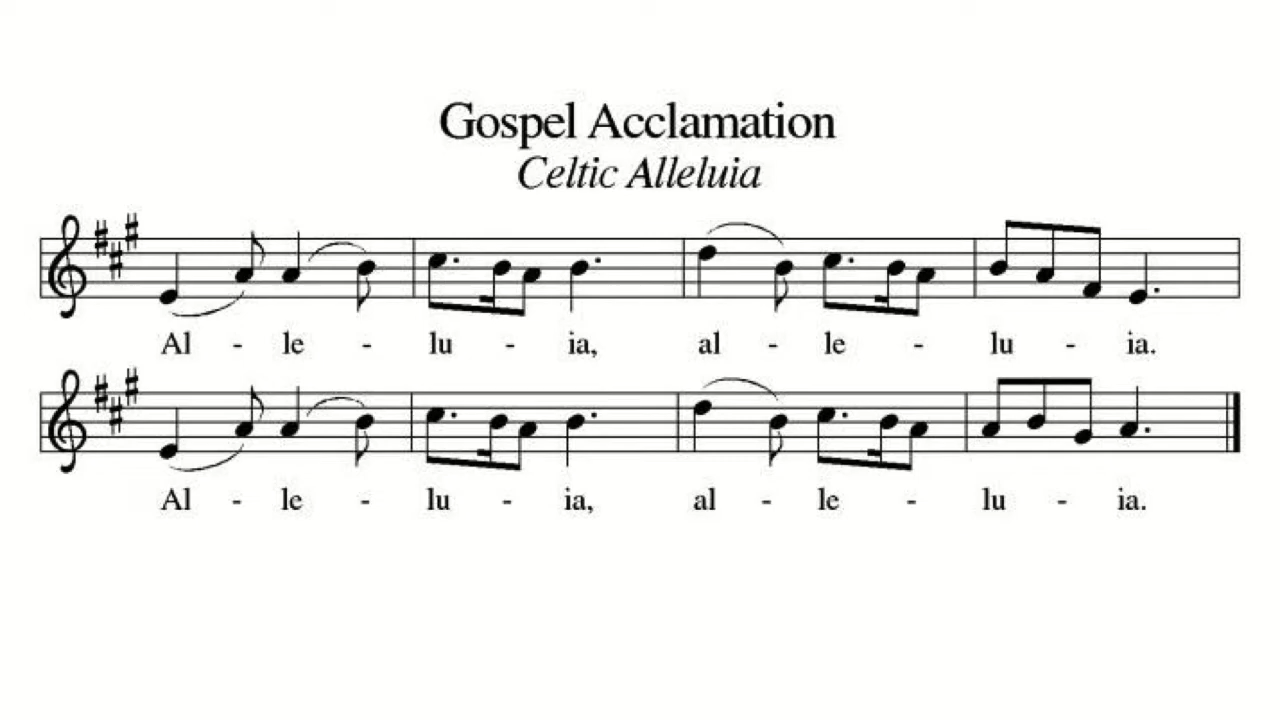 Gospel Acclamation
Celtic Alleluia
Al - le - lu - ia, al - le - lu - ia.
Al - le - lu - ia, al - le - lu - ia.